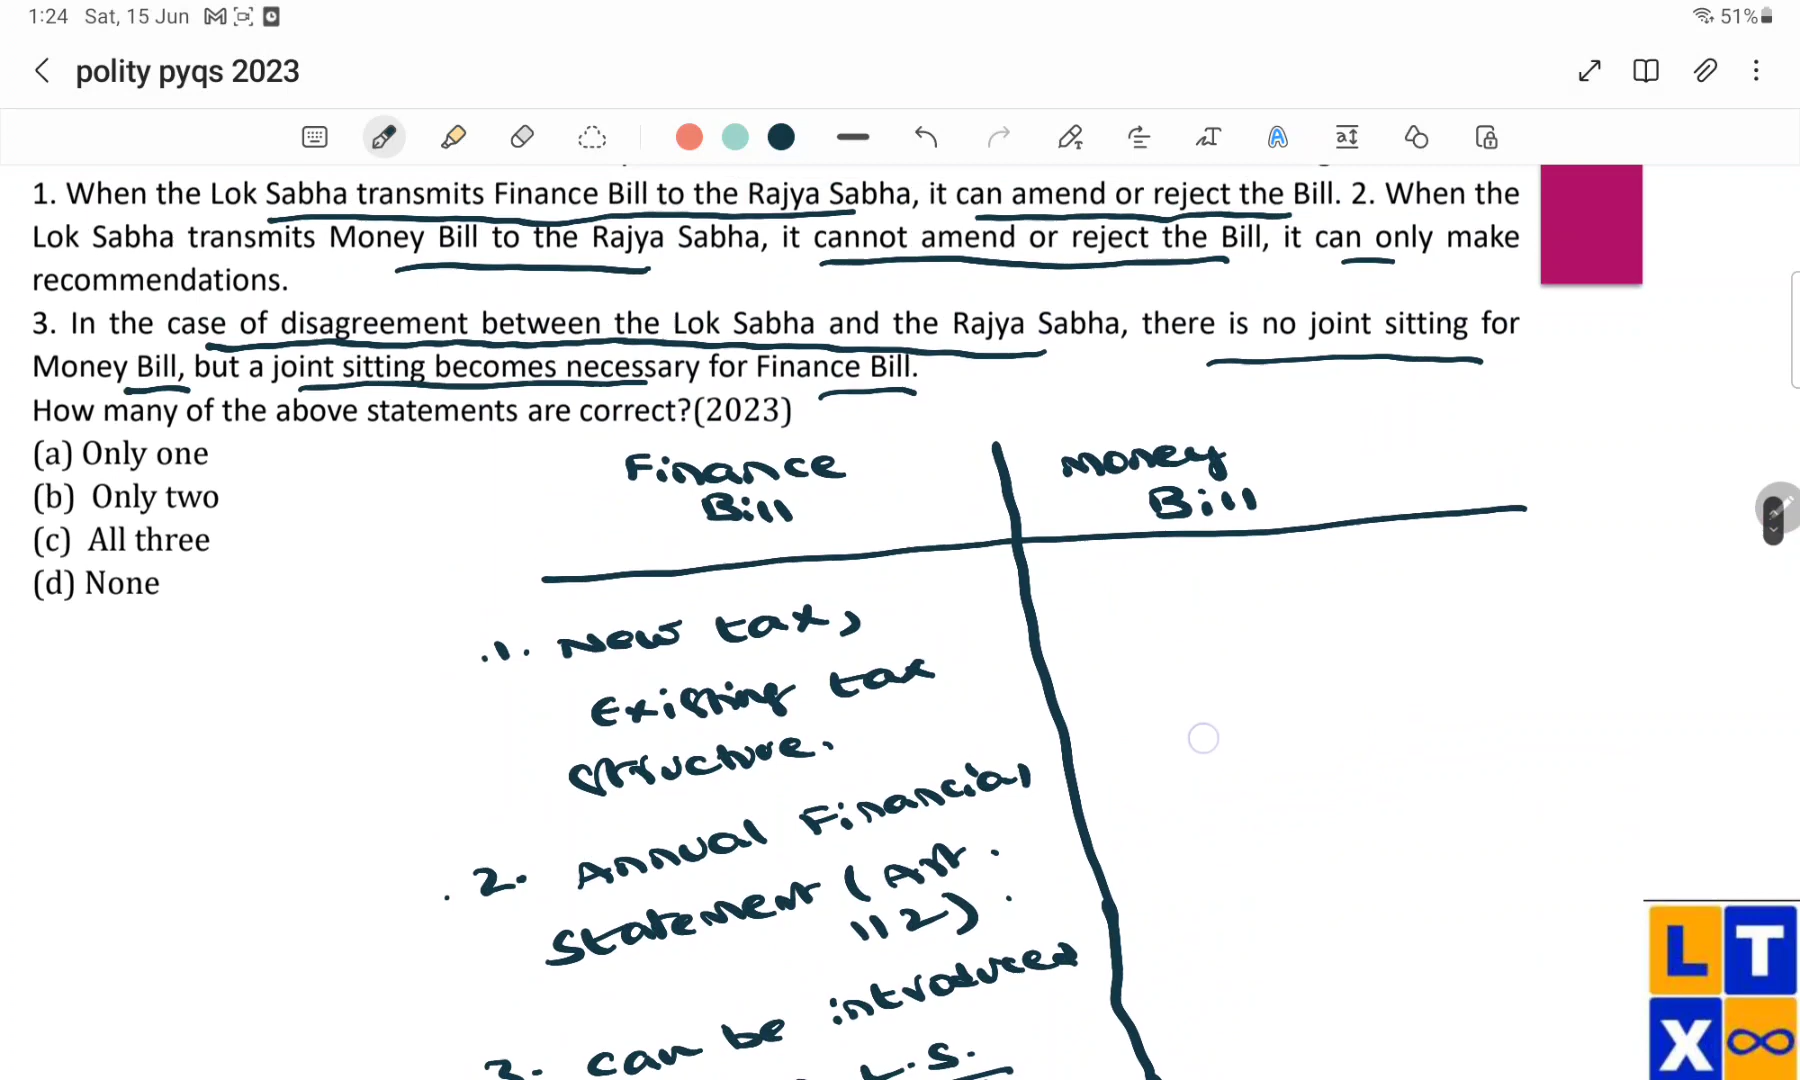 1:24 Sat, 15 Jun
51%
polity pyqs 2023
1. When the Lok Sabha transmits Finance Bill to the Rajya Sabha, it can amend or reject the Bill. 2. When the
Lok Sabha transmits Money Bill to the Rajya Sabha, it cannot amend or reject the Bill, it can only make
recommendations.
3. In the case of disagreement between the Lok Sabha and the Rajya Sabha, there is no joint sitting for
Money Bill, but a joint sitting becomes necessary for Finance Bill.
How many of the above statements are correct?(2023)
(a) Only one
(b) Only two
(c) All three
(d) None
Finance
Bill
Money
Bill
1. New tax,
Existing tax
structure.
2. Annual Financial
Statement (Art.
112)
3. can be introduced
L.S.
LT
X∞